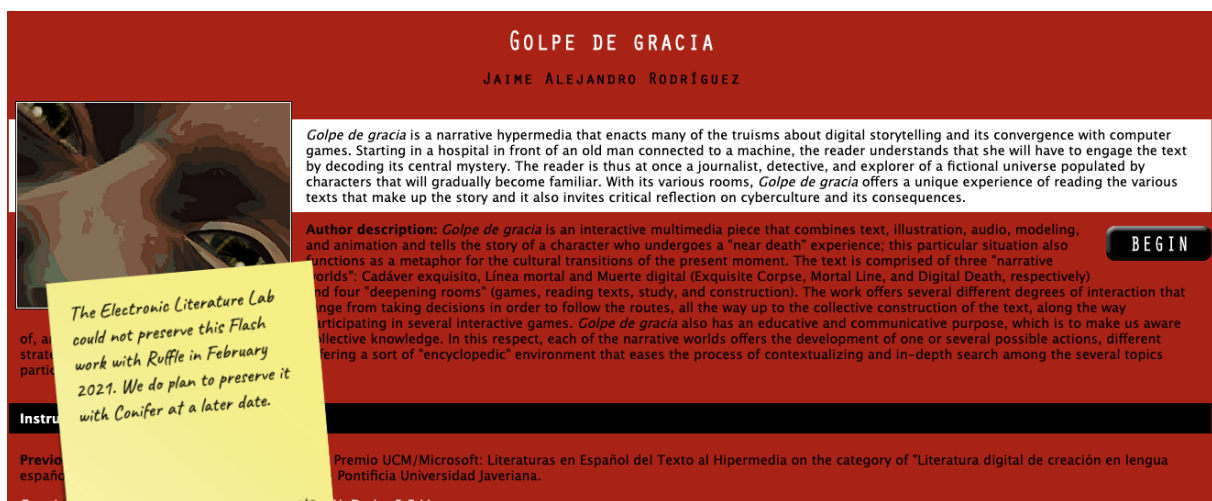 GOLPE DE GRACIA
JAIME ALEJANDRO RODRÍGUEZ
Golpe de gracia is a narrative hypermedia that enacts many of the truisms about digital storytelling and its convergence with computer
games. Starting in a hospital in front of an old man connected to a machine, the reader understands that she will have to engage the text
by decoding its central mystery. The reader is thus at once a journalist, detective, and explorer of a fictional universe populated by
characters that will gradually become familiar. With its various rooms, Golpe de gracia offers a unique experience of reading the various
texts that make up the story and it also invites critical reflection on cyberculture and its consequences.
Author description: Golpe de gracia is an interactive multimedia piece that combines text, illustration, audio, modeling,
and animation and tells the story of a character who undergoes a "near death" experience; this particular situation also
functions as a metaphor for the cultural transitions of the present moment. The text is comprised of three "narrative
worlds": Cadáver exquisito, Línea mortal and Muerte digital (Exquisite Corpse, Mortal Line, and Digital Death, respectively)
and four "deepening rooms" (games, reading texts, study, and construction). The work offers several different degrees of interaction that
range from taking decisions in order to follow the routes, all the way up to the collective construction of the text, along the way
participating in several interactive games. Golpe de gracia also has an educative and communicative purpose, which is to make us aware
of, collective knowledge. In this respect, each of the narrative worlds offers the development of one or several possible actions, different
offering a sort of "encyclopedic" environment that eases the process of contextualizing and in-depth search among the several topics
BEGIN
The Electronic Literature Lab
could not preserve this Flash
work with Ruffle in February
2021. We do plan to preserve it
with Conifer at a later date.
Premio UCM/Microsoft: Literaturas en Español del Texto al Hipermedia on the category of "Literatura digital de creación en lengua
Pontificia Universidad Javeriana.